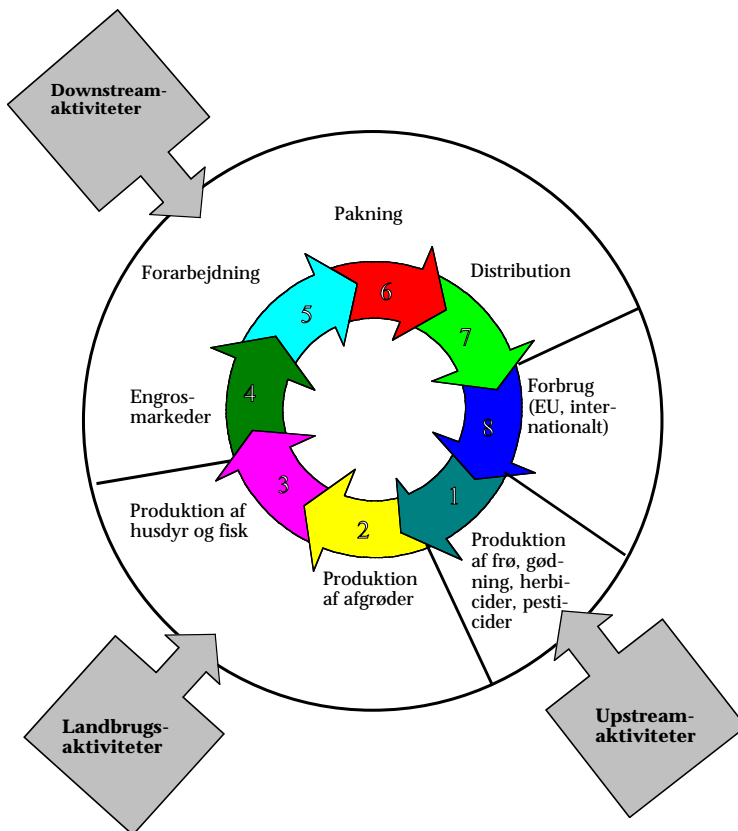 Downstream-
aktiviteter
Pakning
Forarbejdning
Distribution
6
5
7
Engros-
markeder
4
Forbrug
(EU, inter-
nationalt)
8
3
1
2
Produktion af
husdyr og fisk
Produktion
af afgrøder
Produktion
af frø, gød-
ning, herbi-
cider, pesti-
cider
Landbrugs-
aktiviteter
Upstream-
aktiviteter